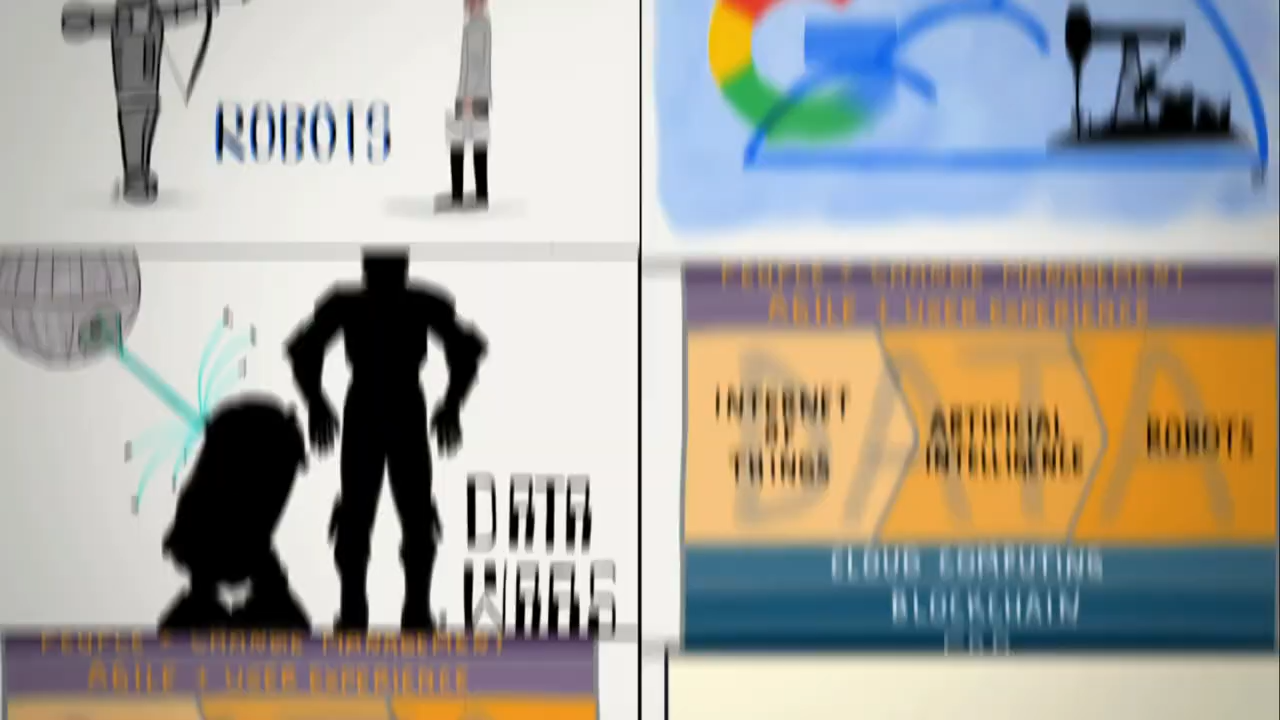 ROBOTS
DATA
WARS
PEOPLE + CHANGE MANAGEMENT
AGILE + USER EXPERIENCE
PEOPLE + CHANGE MANAGEMENT
AGILE + USER EXPERIENCE
DATA
INTERNET
OF
THINGS
ARTIFICIAL
INTELLIGENCE
ROBOTS
CLOUD COMPUTING
BLOCKCHAIN